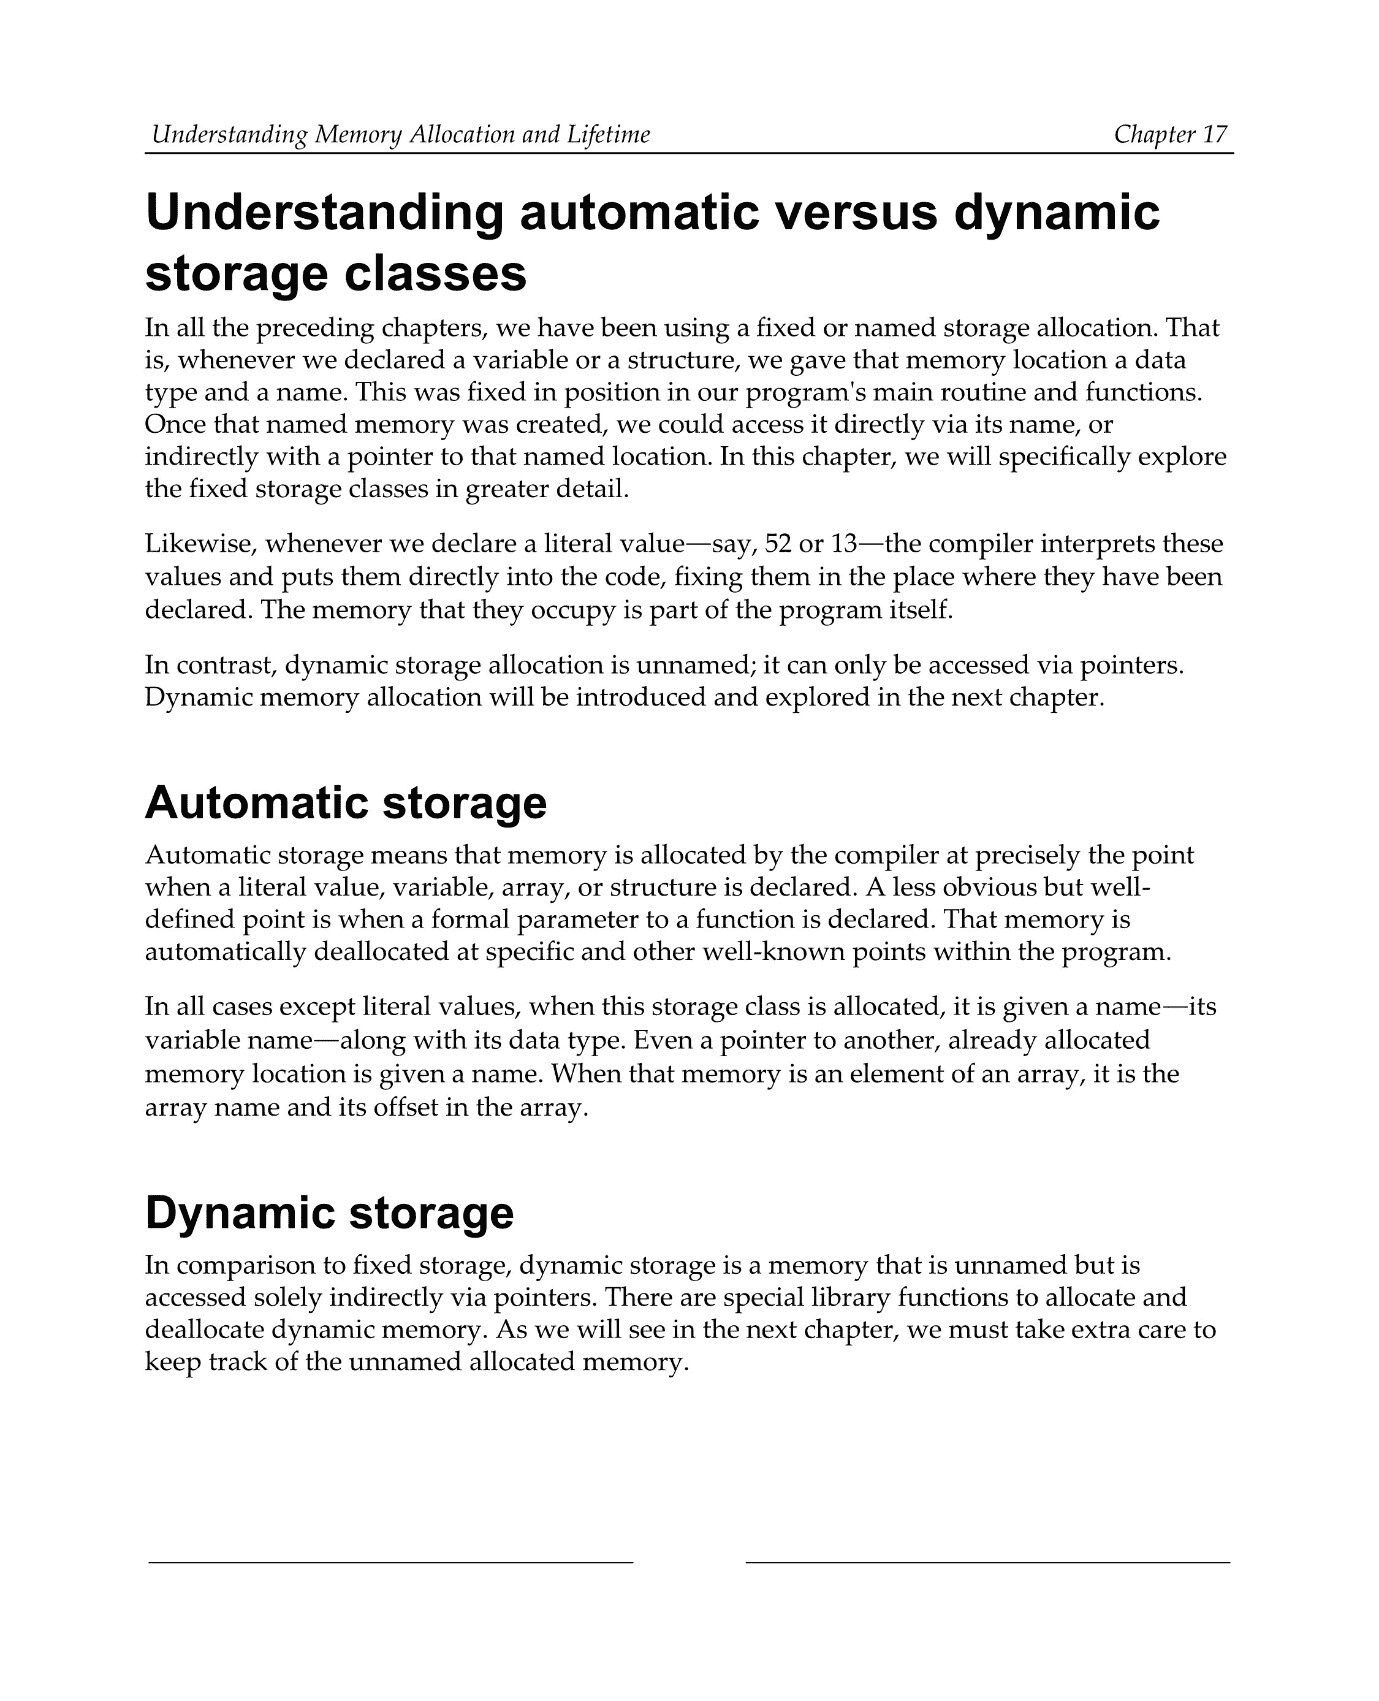 Understanding Memory Allocation and Lifetime Chapter 17
Understanding automatic versus dynamic
storage classes
In all the preceding chapters, we have been using a fixed or named storage allocation. That
is, whenever we declared a variable or a structure, we gave that memory location a data
type and a name. This was fixed in position in our program's main routine and functions.
Once that named memory was created, we could access it directly via its name, or
indirectly with a pointer to that named location. In this chapter, we will specifically explore
the fixed storage classes in greater detail.
Likewise, whenever we declare a literal value—say, 52 or 13—the compiler interprets these
values and puts them directly into the code, fixing them in the place where they have been
declared. The memory that they occupy is part of the program itself.
In contrast, dynamic storage allocation is unnamed; it can only be accessed via pointers.
Dynamic memory allocation will be introduced and explored in the next chapter.
Automatic storage
Automatic storage means that memory is allocated by the compiler at precisely the point
when a literal value, variable, array, or structure is declared. A less obvious but well-
defined point is when a formal parameter to a function is declared. That memory is
automatically deallocated at specific and other well-known points within the program.
In all cases except literal values, when this storage class is allocated, it is given a name—its
variable name—along with its data type. Even a pointer to another, already allocated
memory location is given a name. When that memory is an element of an array, it is the
array name and its offset in the array.
Dynamic storage
In comparison to fixed storage, dynamic storage is a memory that is unnamed but is
accessed solely indirectly via pointers. There are special library functions to allocate and
deallocate dynamic memory. As we will see in the next chapter, we must take extra care to
keep track of the unnamed allocated memory.